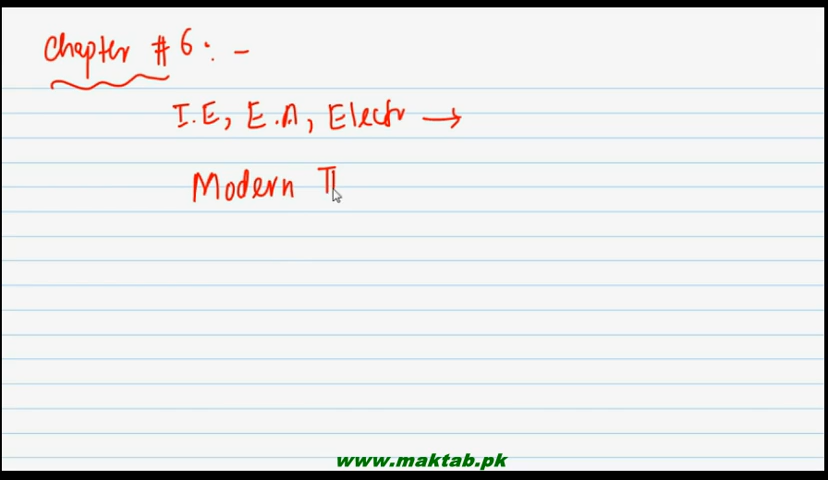 Chapter # 6: -
I.E, E.A, Electr →
Modern T
www.maktab.pk